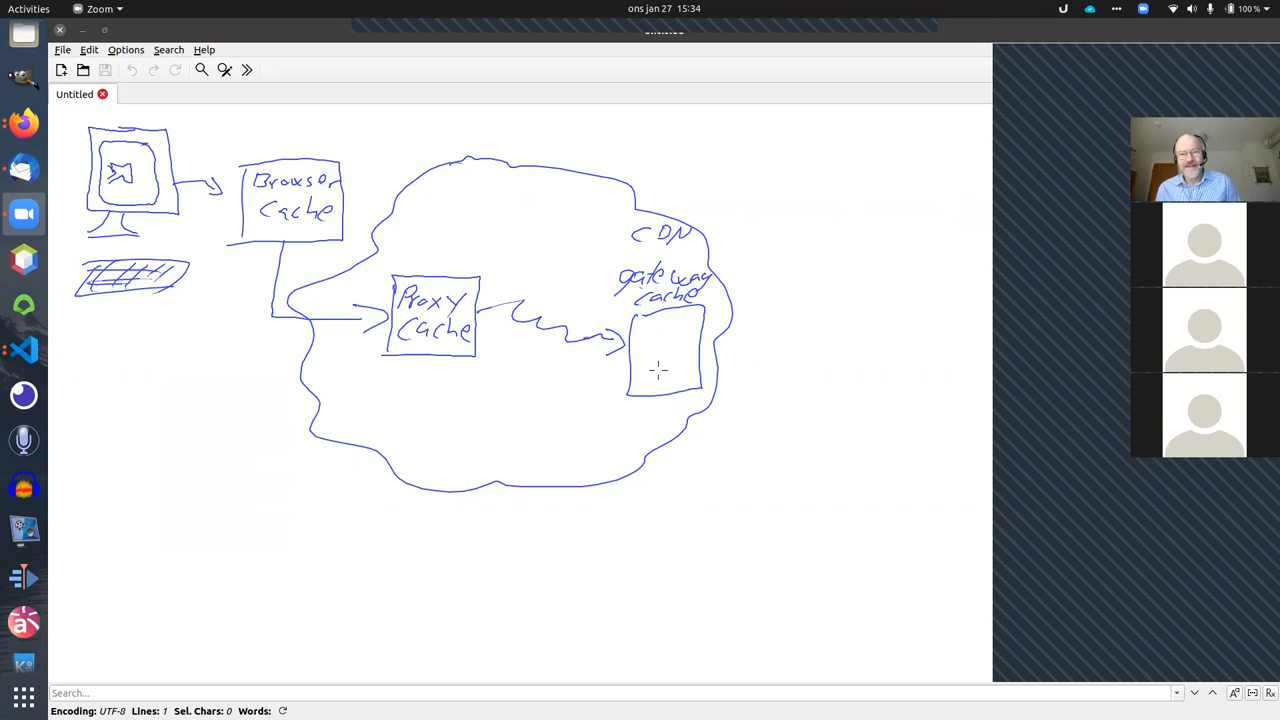 Activities
Zoom
ons jan 27 15:34
100 %
File Edit Options Search Help
Untitled
Browser
Cache
CDN
gateway
cache
Proxy
Cache
Search...
Encoding: UTF-8 Lines: 1 Sel. Chars: 0 Words: